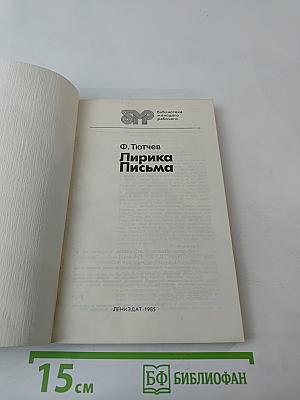 БМР
Библиотека
молодого
рабочего
Ф. Тютчев
Лирика
Письма
ЛЕНИЗДАТ·1985
15 см
БФ БИБЛИОФАН